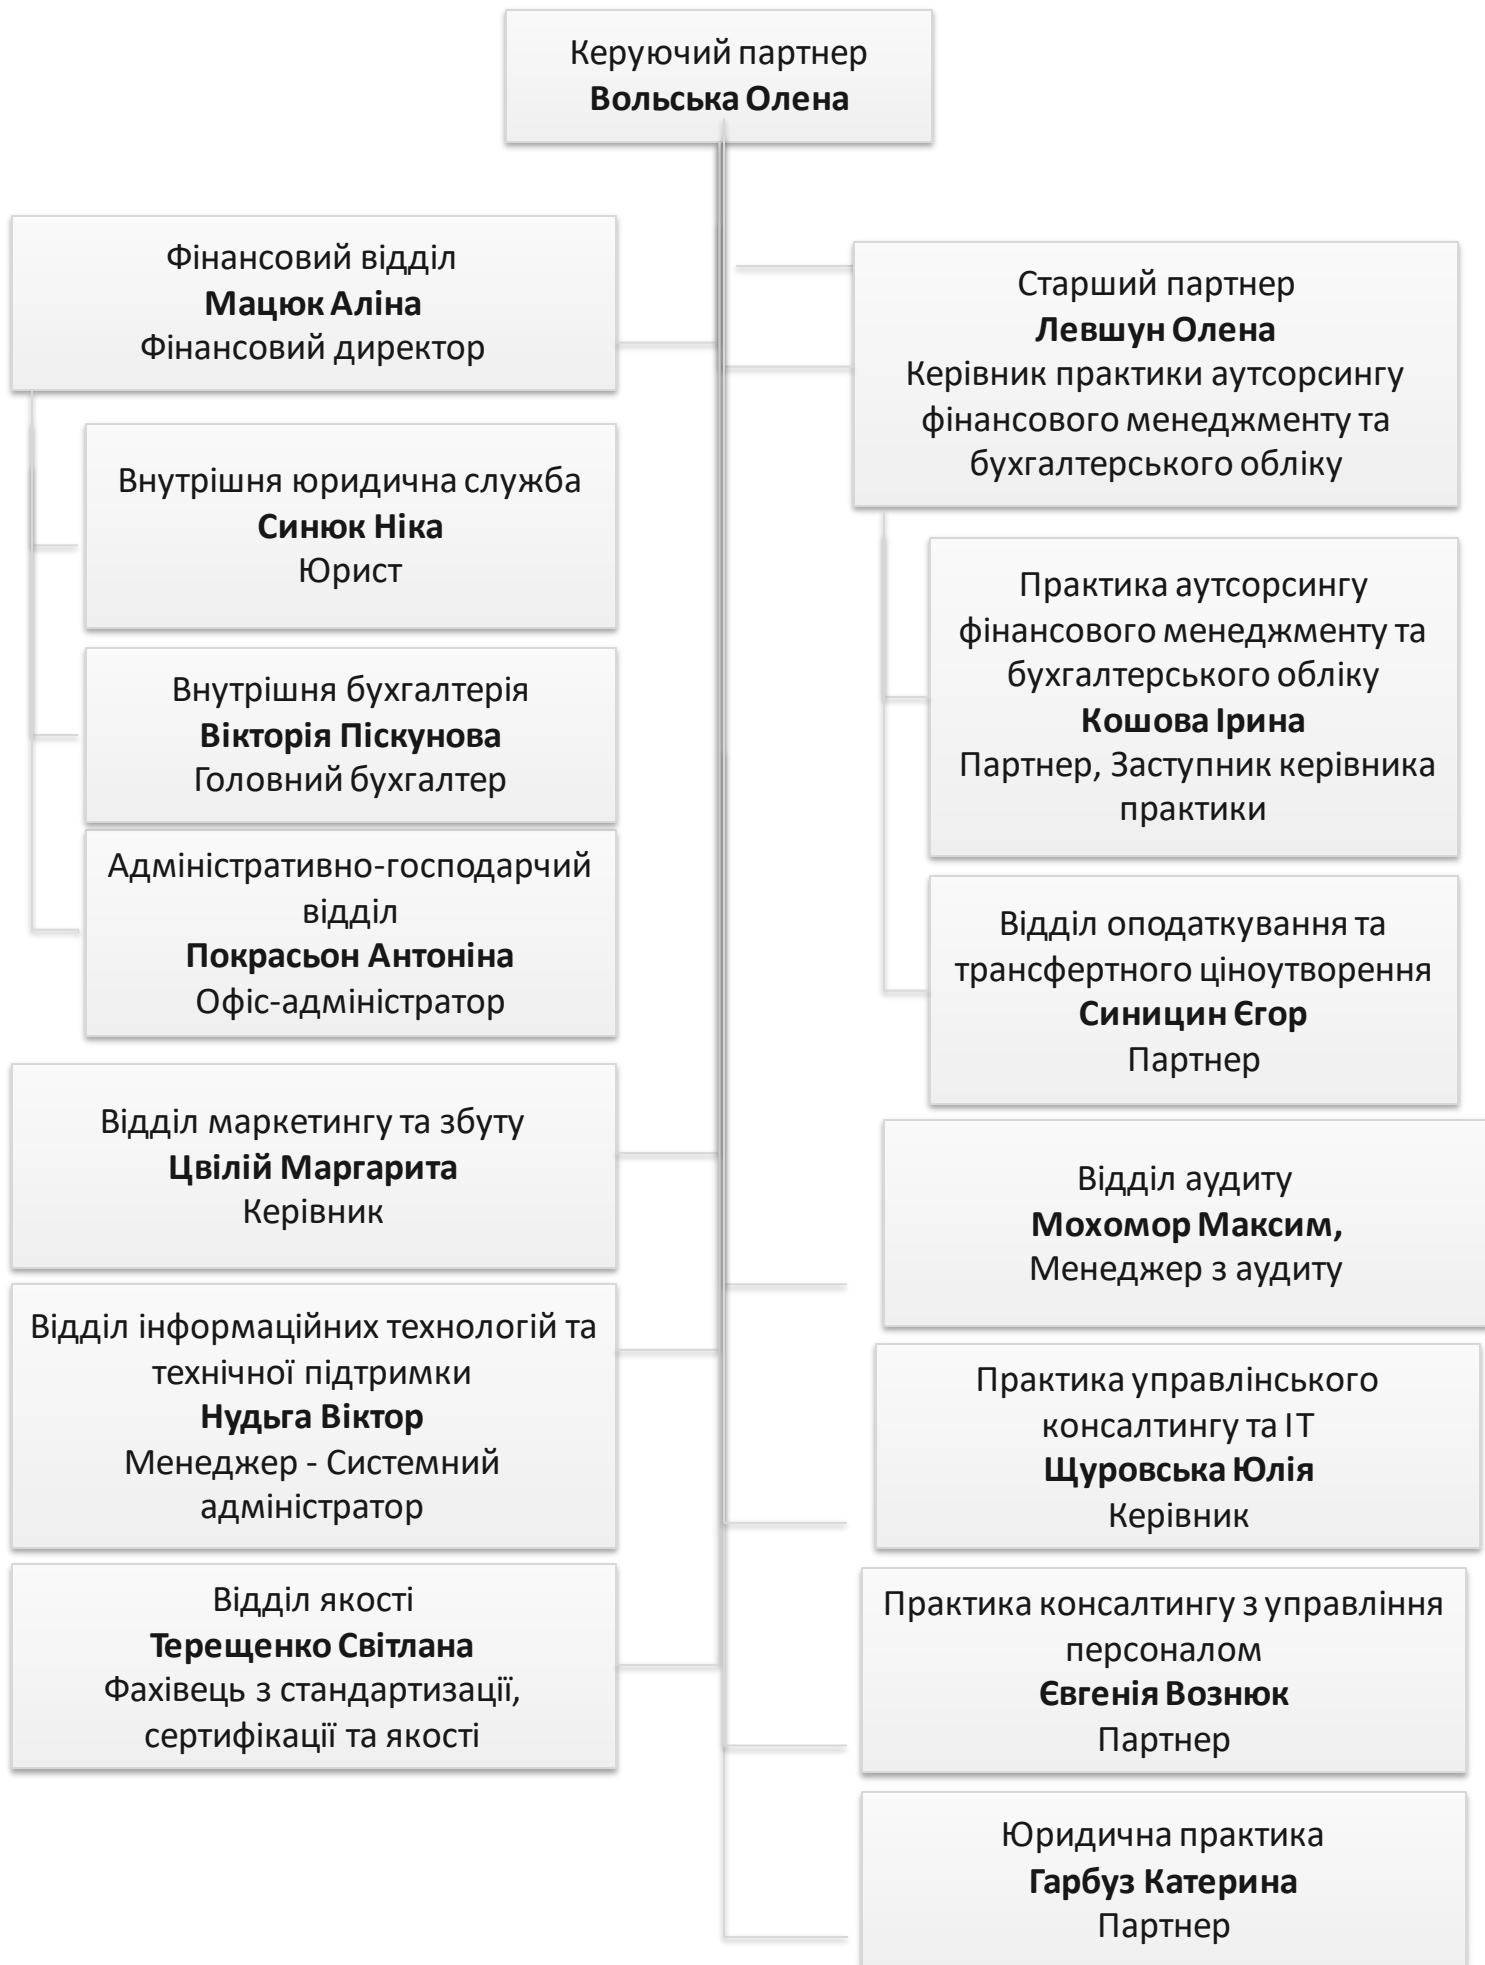 Керуючий партнер
Вольська Олена
Фінансовий відділ
Мацюк Аліна
Фінансовий директор
Внутрішня юридична служба
Синюк Ніка
Юрист
Внутрішня бухгалтерія
Вікторія Піскунова
Головний бухгалтер
Адміністративно-господарчий
відділ
Покрасьон Антоніна
Офіс-адміністратор
Відділ маркетингу та збуту
Цвілій Маргарита
Керівник
Відділ інформаційних технологій та
технічної підтримки
Нудьга Віктор
Менеджер - Системний
адміністратор
Відділ якості
Терещенко Світлана
Фахівець з стандартизації,
сертифікації та якості
Старший партнер
Левшун Олена
Керівник практики аутсорсингу
фінансового менеджменту та
бухгалтерського обліку
Практика аутсорсингу
фінансового менеджменту та
бухгалтерського обліку
Кошова Ірина
Партнер, Заступник керівника
практики
Відділ оподаткування та
трансфертного ціноутворення
Синицин Єгор
Партнер
Відділ аудиту
Мохомор Максим,
Менеджер з аудиту
Практика управлінського
консалтингу та ІТ
Щуровська Юлія
Керівник
Практика консалтингу з управління
персоналом
Євгенія Вознюк
Партнер
Юридична практика
Гарбуз Катерина
Партнер